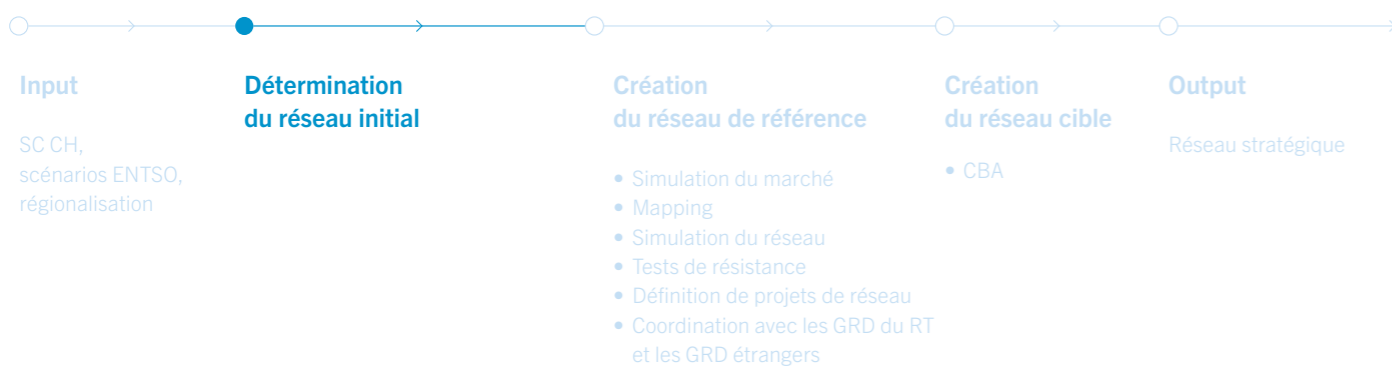 Input
SC CH,
scénarios ENTSO,
régionalisation
Détermination
du réseau initial
Création
du réseau de référence
• Simulation du marché
• Mapping
• Simulation du réseau
• Tests de résistance
• Définition de projets de réseau
• Coordination avec les GRD du RT
et les GRD étrangers
Création
du réseau cible
• CBA
Output
Réseau stratégique